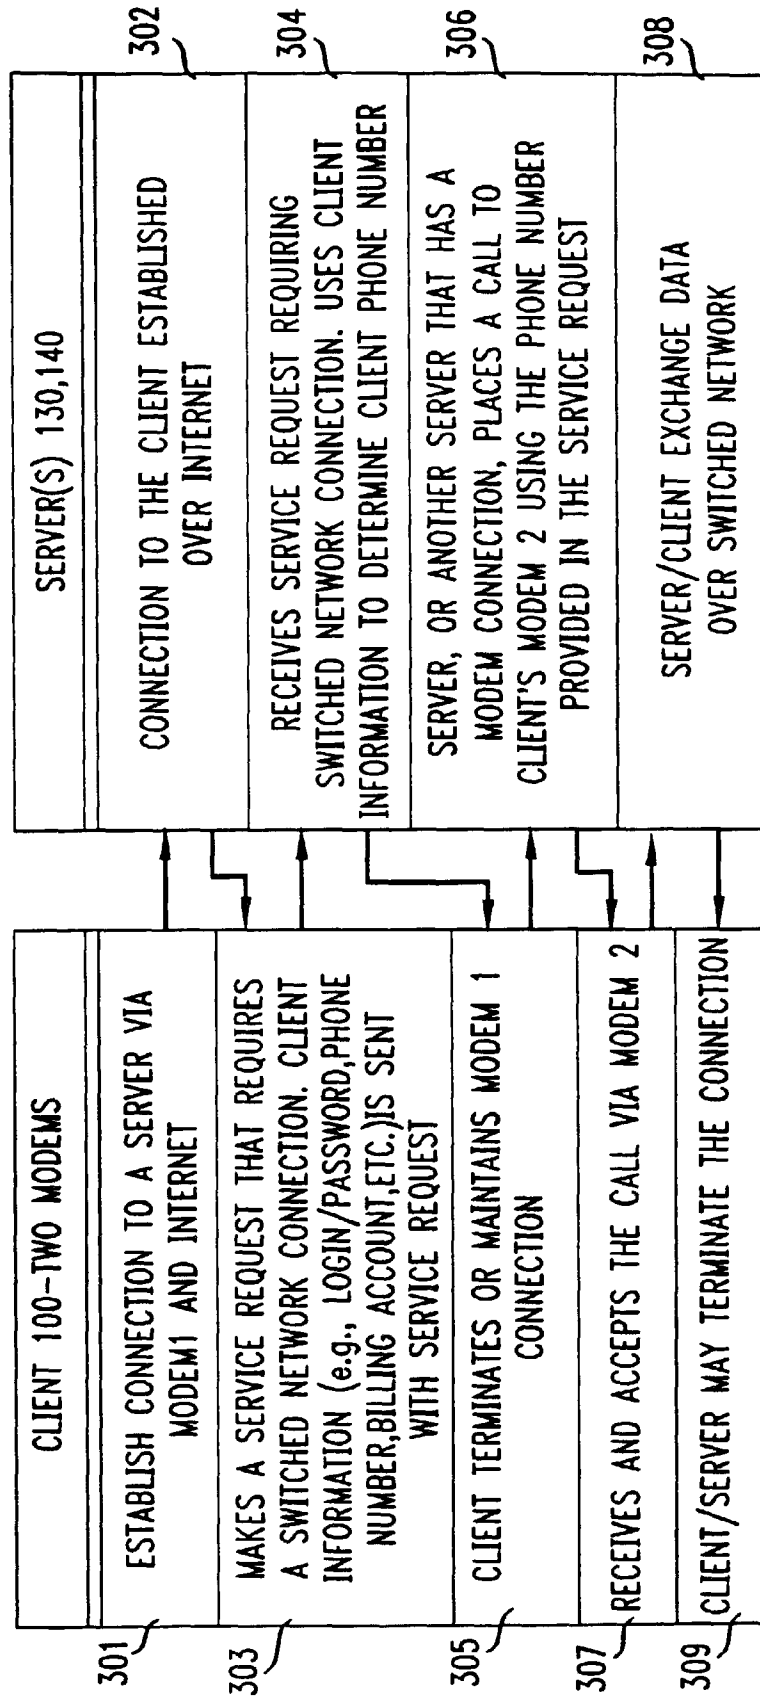 CLIENT 100-TWO MODEMS
ESTABLISH CONNECTION TO A SERVER VIA
MODEM1 AND INTERNET
301
MAKES A SERVICE REQUEST THAT REQUIRES
A SWITCHED NETWORK CONNECTION. CLIENT
INFORMATION (e.g., LOGIN/PASSWORD,PHONE
NUMBER,BILLING ACCOUNT,ETC.)IS SENT
WITH SERVICE REQUEST
303
CLIENT TERMINATES OR MAINTAINS MODEM 1
CONNECTION
305
RECEIVES AND ACCEPTS THE CALL VIA MODEM 2
307
CLIENT/SERVER MAY TERMINATE THE CONNECTION
309
SERVER(S) 130,140
CONNECTION TO THE CLIENT ESTABLISHED
OVER INTERNET
302
RECEIVES SERVICE REQUEST REQUIRING
SWITCHED NETWORK CONNECTION. USES CLIENT
INFORMATION TO DETERMINE CLIENT PHONE NUMBER
304
SERVER, OR ANOTHER SERVER THAT HAS A
MODEM CONNECTION, PLACES A CALL TO
CLIENT'S MODEM 2 USING THE PHONE NUMBER
PROVIDED IN THE SERVICE REQUEST
306
SERVER/CLIENT EXCHANGE DATA
OVER SWITCHED NETWORK
308